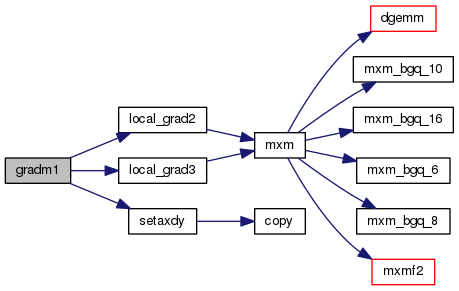 gradm1
local_grad2
local_grad3
setaxdy
mxm
copy
dgemm
mxm_bgq_10
mxm_bgq_16
mxm_bgq_6
mxm_bgq_8
mxmf2